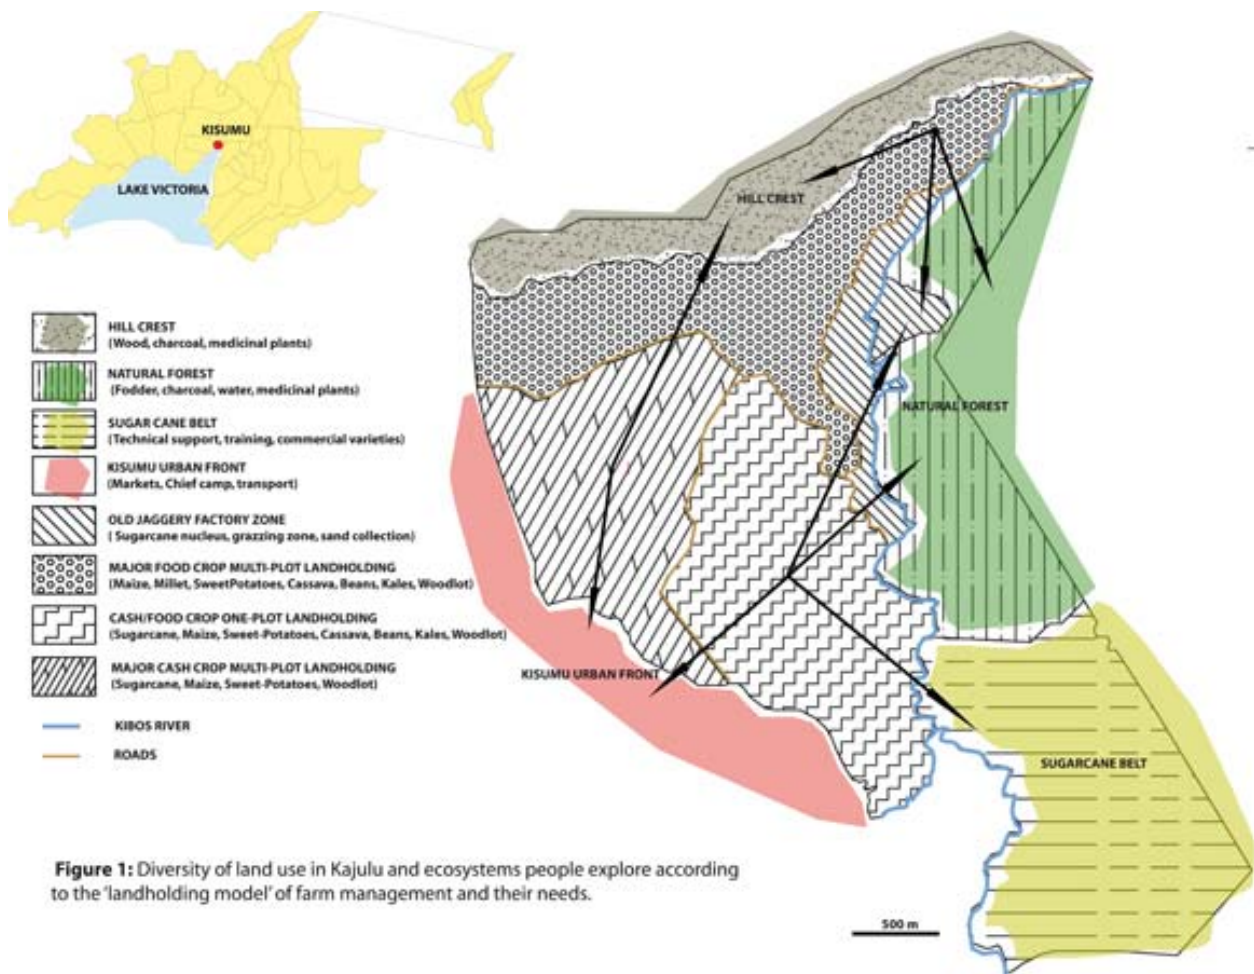 KISUMU
LAKE VICTORIA
HILL CREST
HILL CREST
(Wood, charcoal, medicinal plants)
NATURAL FOREST
(Fodder, charcoal, water, medicinal plants)
SUGAR CANE BELT
(Technical support, training, commercial varieties)
KISUMU URBAN FRONT
(Markets, Chief camp, transport)
OLD JAGGERY FACTORY ZONE
( Sugarcane nucleus, grazzing zone, sand collection)
MAJOR FOOD CROP MULTI-PLOT LANDHOLDING
(Maize, Millet, SweetPotatoes, Cassava, Beans, Kales, Woodlot)
CASH/FOOD CROP ONE-PLOT LANDHOLDING
(Sugarcane, Maize, Sweet-Potatoes, Cassava, Beans, Kales, Woodlot)
MAJOR CASH CROP MULTI-PLOT LANDHOLDING
(Sugarcane, Maize, Sweet-Potatoes, Woodlot)
KIBOS RIVER
ROADS
NATURAL FOREST
KISUMU URBAN FRONT
SUGARCANE BELT
Figure 1: Diversity of land use in Kajulu and ecosystems people explore according
to the 'landholding model' of farm management and their needs.
500 m